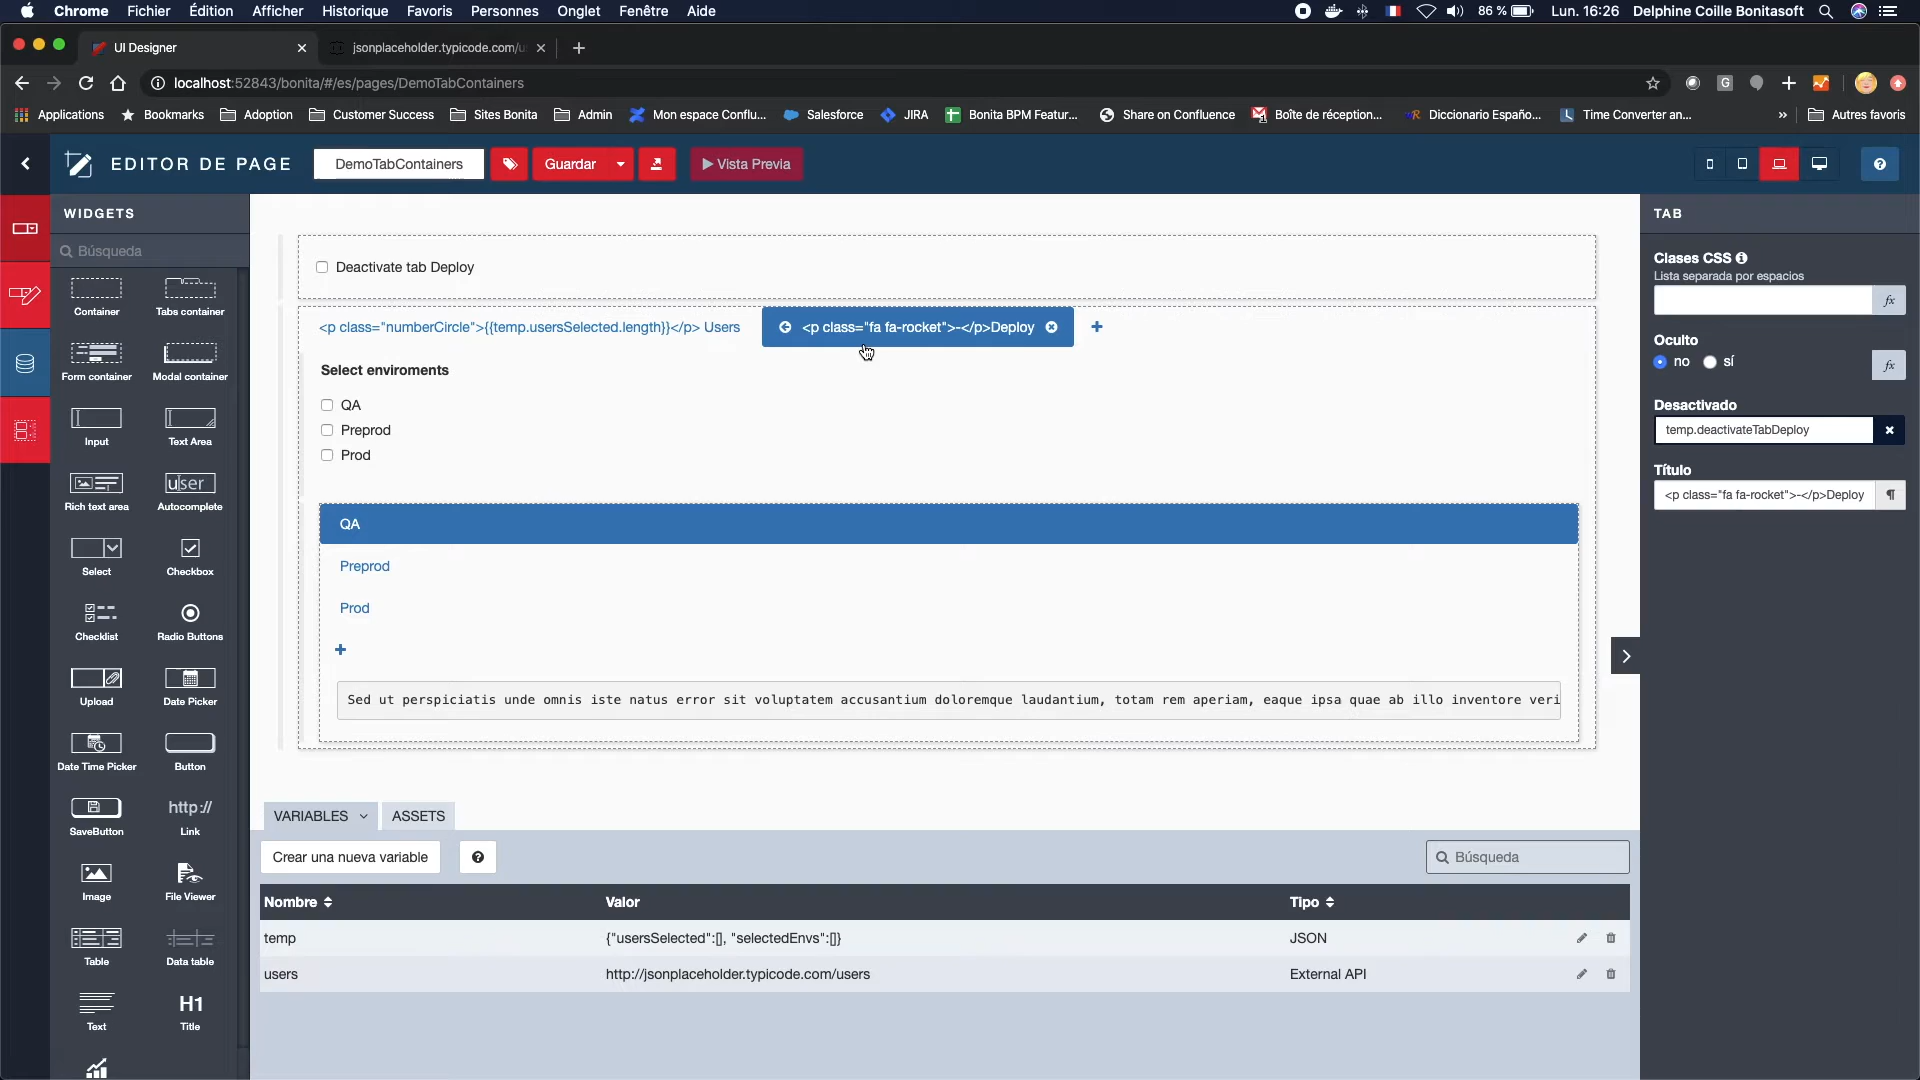 Chrome Fichier Édition Afficher Historique Favoris Personnes Onglet Fenêtre Aide 86 % Lun. 16:26 Delphine Coille Bonitasoft
UI Designer jsonplaceholder.typicode.com/u
localhost:52843/bonita/#/es/pages/DemoTabContainers
Applications Bookmarks Adoption Customer Success Sites Bonita Admin Mon espace Conflu... Salesforce JIRA Bonita BPM Featur... Share on Confluence Boîte de réception... Diccionario Españo... Time Converter an... » Autres favoris
EDITOR DE PAGE DemoTabContainers Guardar Vista Previa
WIDGETS
Búsqueda
Container Tabs container
Form container Modal container
Input Text Area
user
Rich text area Autocomplete
Select Checkbox
Checklist Radio Buttons
Upload Date Picker
Date Time Picker Button
http://
SaveButton Link
Image File Viewer
Table Data table
H1
Text Title
Deactivate tab Deploy
<p class="numberCircle">{{temp.usersSelected.length}}</p> Users <p class="fa fa-rocket">-</p>Deploy
Select enviroments
QA
Preprod
Prod
QA
Preprod
Prod
Sed ut perspiciatis unde omnis iste natus error sit voluptatem accusantium doloremque laudantium, totam rem aperiam, eaque ipsa quae ab illo inventore veri
VARIABLES ASSETS
Crear una nueva variable Búsqueda
Nombre Valor Tipo
temp {"usersSelected":[], "selectedEnvs":[]} JSON
users http://jsonplaceholder.typicode.com/users External API
TAB
Clases CSS
Lista separada por espacios
fx
Oculto
no sí fx
Desactivado
temp.deactivateTabDeploy
Título
<p class="fa fa-rocket">-</p>Deploy ¶